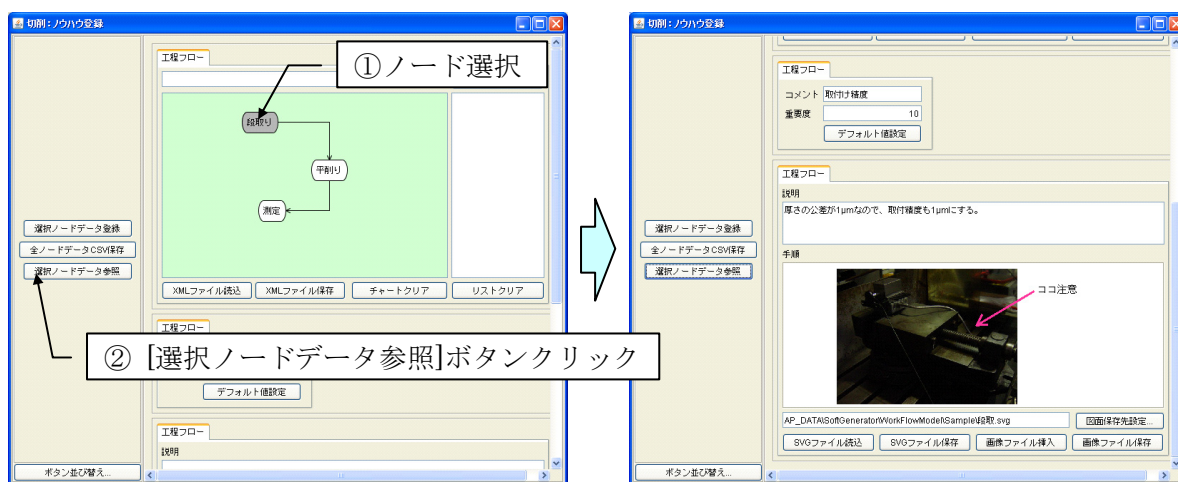 切削：ノウハウ登録
工程フロー
①ノード選択
段取り
平削り
測定
選択ノードデータ登録
全ノードデータCSV保存
選択ノードデータ参照
XMLファイル読込
XMLファイル保存
チャートクリア
リストクリア
工程フロー
② [選択ノードデータ参照]ボタンクリック
デフォルト値設定
工程フロー
説明
ボタン並び替え...
切削：ノウハウ登録
工程フロー
コメント 取付け精度
重要度 10
デフォルト値設定
工程フロー
説明
厚さの公差が1μmなので、取付精度も1μmにする。
選択ノードデータ登録
全ノードデータCSV保存
選択ノードデータ参照
手順
ココ注意
AP_DATA\SoftGenerator\WorkFlowModel\Sample\段取.svg
図面保存先設定...
SVGファイル読込
SVGファイル保存
画像ファイル挿入
画像ファイル保存
ボタン並び替え...